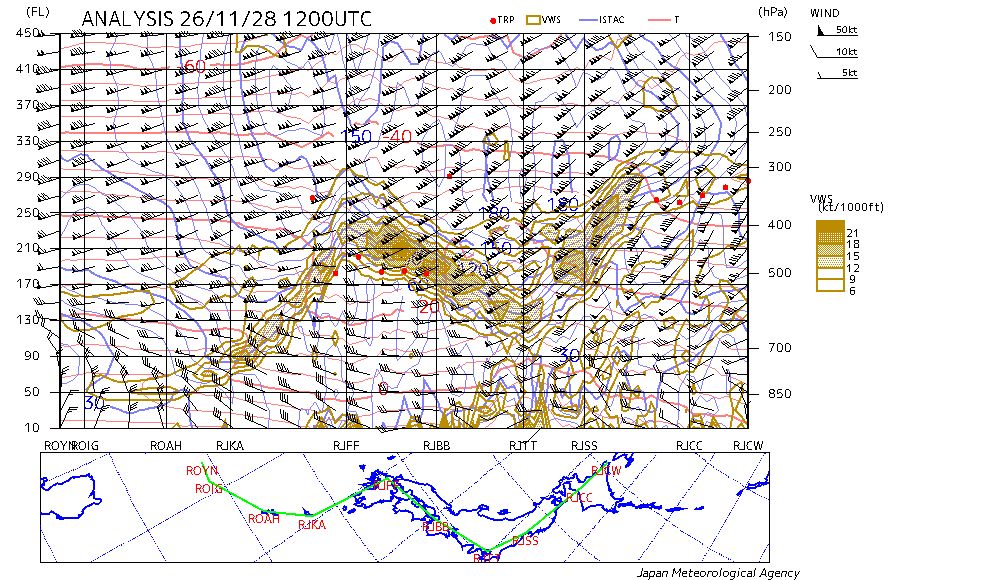 (FL) ANALYSIS 26/11/28 1200UTC TRP VWS ISTAC T (hPa) WIND
450 150
50kt
10kt
5kt
410 -60
370 200
330 150 -40 250
290 300
250 180 180 400
VWS
(kt/1000ft)
21
18
15
12
9
6
210 150
170 120 500
60
130 -20
90 30 700
50 0 850
30
10
ROYN ROIG ROAH RJKA RJFF RJBB RJTT RJSS RJCC RJCW
ROYN RJCW
ROIG RJFF RJCC
ROAH RJKA RJBB
RJSS
RJTT
Japan Meteorological Agency